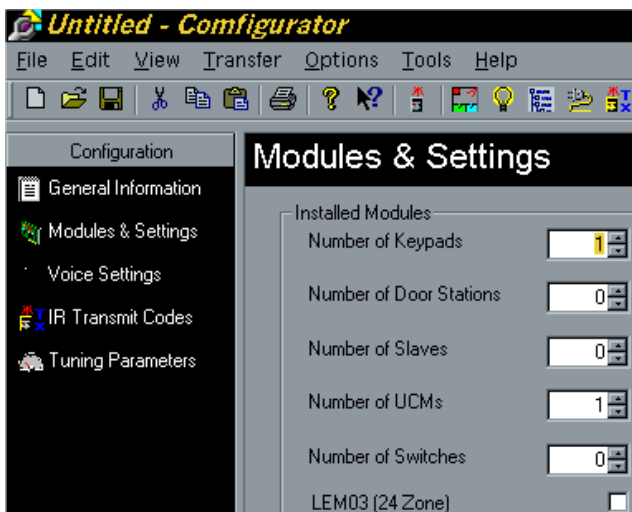 Untitled - Comfigurator
File Edit View Transfer Options Tools Help
Configuration
General Information
Modules & Settings
Voice Settings
IR Transmit Codes
Tuning Parameters
Modules & Settings
Installed Modules
Number of Keypads 1
Number of Door Stations 0
Number of Slaves 0
Number of UCMs 1
Number of Switches 0
LEM03 (24 Zone)